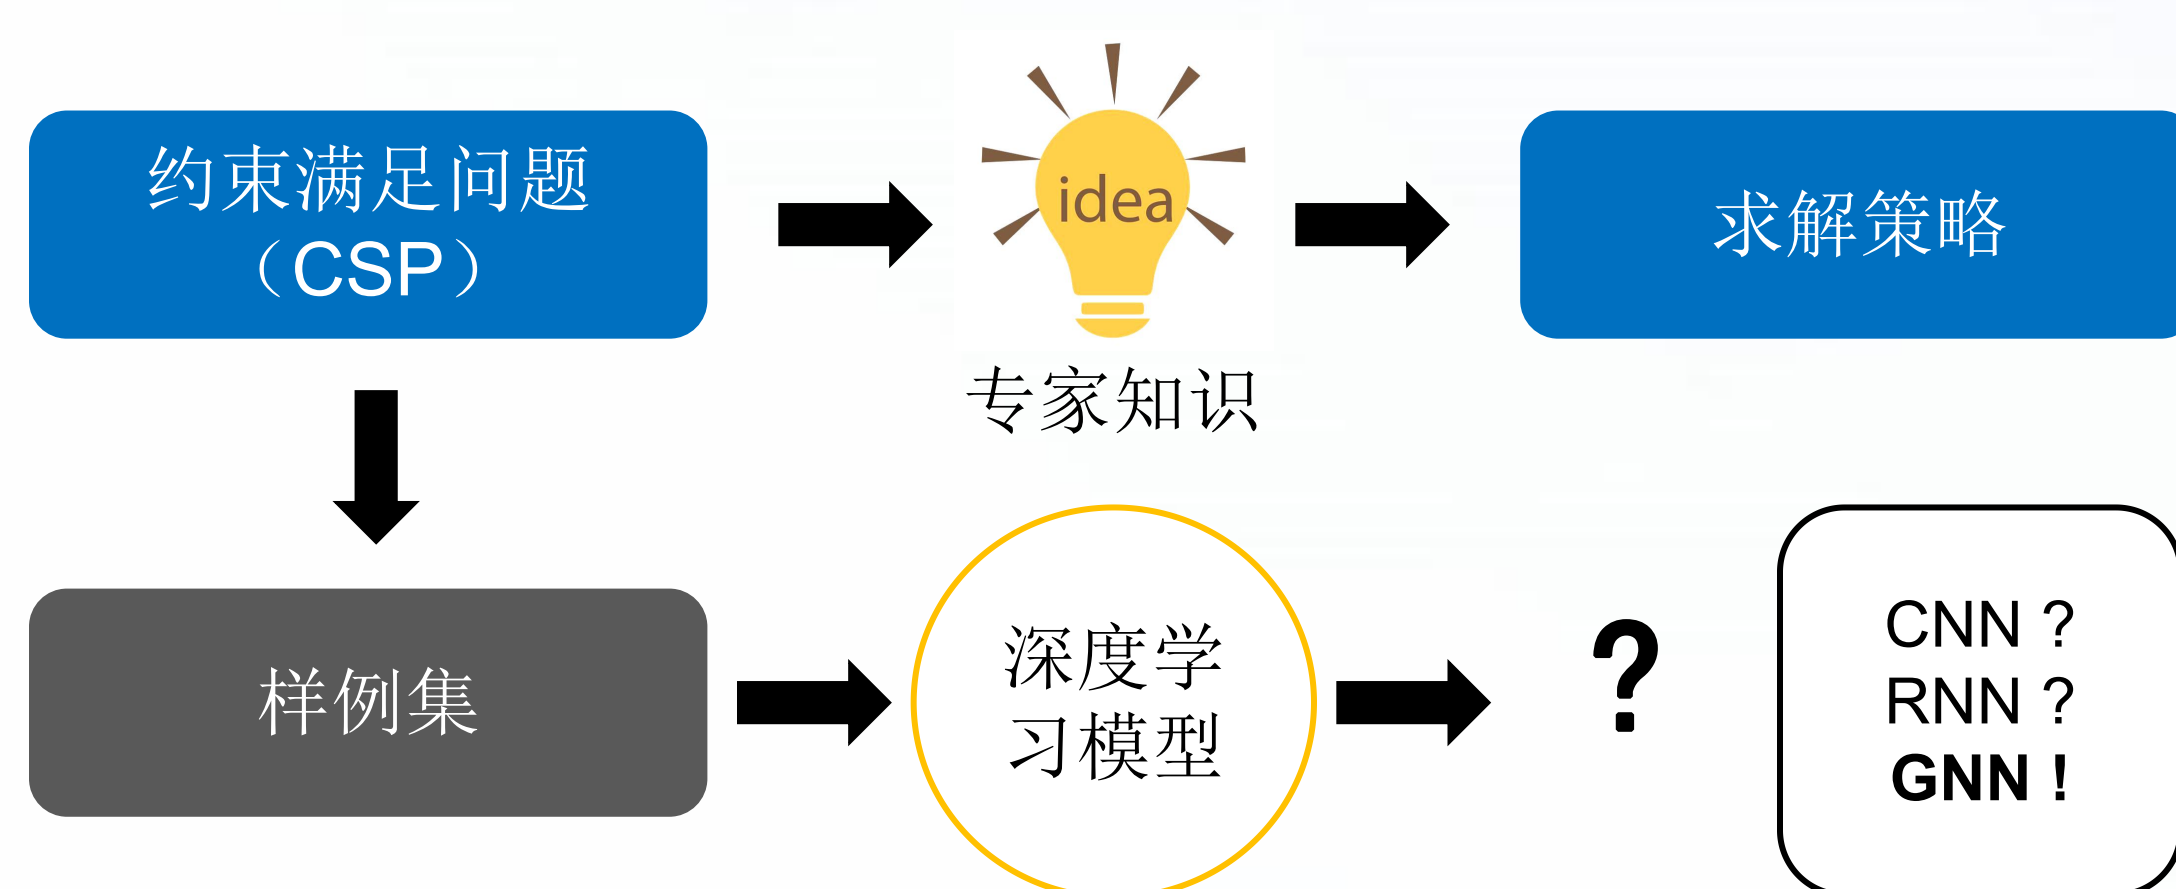 约束满足问题
（CSP）
idea
专家知识
求解策略
样例集
深度学
习模型
?
CNN？
RNN？
GNN！